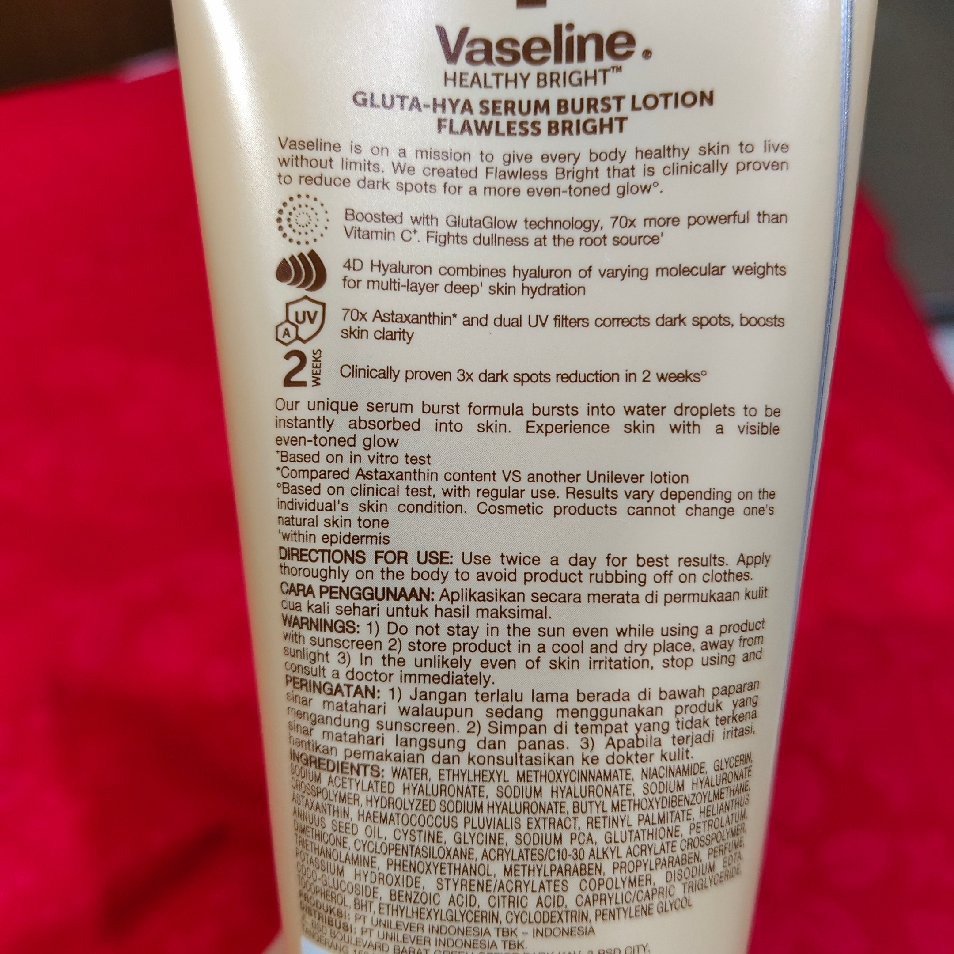 Vaseline.
HEALTHY BRIGHT™
GLUTA-HYA SERUM BURST LOTION
FLAWLESS BRIGHT
Vaseline is on a mission to give every body healthy skin to live
without limits. We created Flawless Bright that is clinically proven
to reduce dark spots for a more even-toned glow°.
Boosted with GlutaGlow technology, 70x more powerful than
Vitamin C⁺. Fights dullness at the root source'
4D Hyaluron combines hyaluron of varying molecular weights
for multi-layer deep' skin hydration
UV
A
70x Astaxanthin* and dual UV filters corrects dark spots, boosts
skin clarity
2 WEEKS
Clinically proven 3x dark spots reduction in 2 weeks°
Our unique serum burst formula bursts into water droplets to be
instantly absorbed into skin. Experience skin with a visible
even-toned glow
⁺Based on in vitro test
*Compared Astaxanthin content VS another Unilever lotion
°Based on clinical test, with regular use. Results vary depending on the
individual's skin condition. Cosmetic products cannot change one's
natural skin tone
'within epidermis
DIRECTIONS FOR USE: Use twice a day for best results. Apply
thoroughly on the body to avoid product rubbing off on clothes.
CARA PENGGUNAAN: Aplikasikan secara merata di permukaan kulit
dua kali sehari untuk hasil maksimal.
WARNINGS: 1) Do not stay in the sun even while using a product
with sunscreen 2) store product in a cool and dry place, away from
sunlight 3) In the unlikely even of skin irritation, stop using and
consult a doctor immediately.
PERINGATAN: 1) Jangan terlalu lama berada di bawah paparan
sinar matahari walaupun sedang menggunakan produk yang
mengandung sunscreen. 2) Simpan di tempat yang tidak terkena
sinar matahari langsung dan panas. 3) Apabila terjadi iritasi,
hentikan pemakaian dan konsultasikan ke dokter kulit.
INGREDIENTS: WATER, ETHYLHEXYL METHOXYCINNAMATE, NIACINAMIDE, GLYCERIN,
SODIUM ACETYLATED HYALURONATE, SODIUM HYALURONATE, SODIUM HYALURONATE
CROSSPOLYMER, HYDROLYZED SODIUM HYALURONATE, BUTYL METHOXYDIBENZOYLMETHANE,
ASTAXANTHIN, HAEMATOCOCCUS PLUVIALIS EXTRACT, RETINYL PALMITATE, HELIANTHUS
ANNUUS SEED OIL, CYSTINE, GLYCINE, SODIUM PCA, GLUTATHIONE, PETROLATUM,
DIMETHICONE, CYCLOPENTASILOXANE, ACRYLATES/C10-30 ALKYL ACRYLATE CROSSPOLYMER,
TRIETHANOLAMINE, PHENOXYETHANOL, METHYLPARABEN, PROPYLPARABEN, PERFUME,
POTASSIUM HYDROXIDE, STYRENE/ACRYLATES COPOLYMER, DISODIUM EDTA,
COCO-GLUCOSIDE, BENZOIC ACID, CITRIC ACID, CAPRYLIC/CAPRIC TRIGLYCERIDE,
TOCOPHEROL, BHT, ETHYLHEXYLGLYCERIN, CYCLODEXTRIN, PENTYLENE GLYCOL
PRODUKSI: PT UNILEVER INDONESIA TBK – INDONESIA
DISTRIBUSI: PT UNILEVER INDONESIA TBK.
BOULEVARD BARAT GREEN BSD CITY,